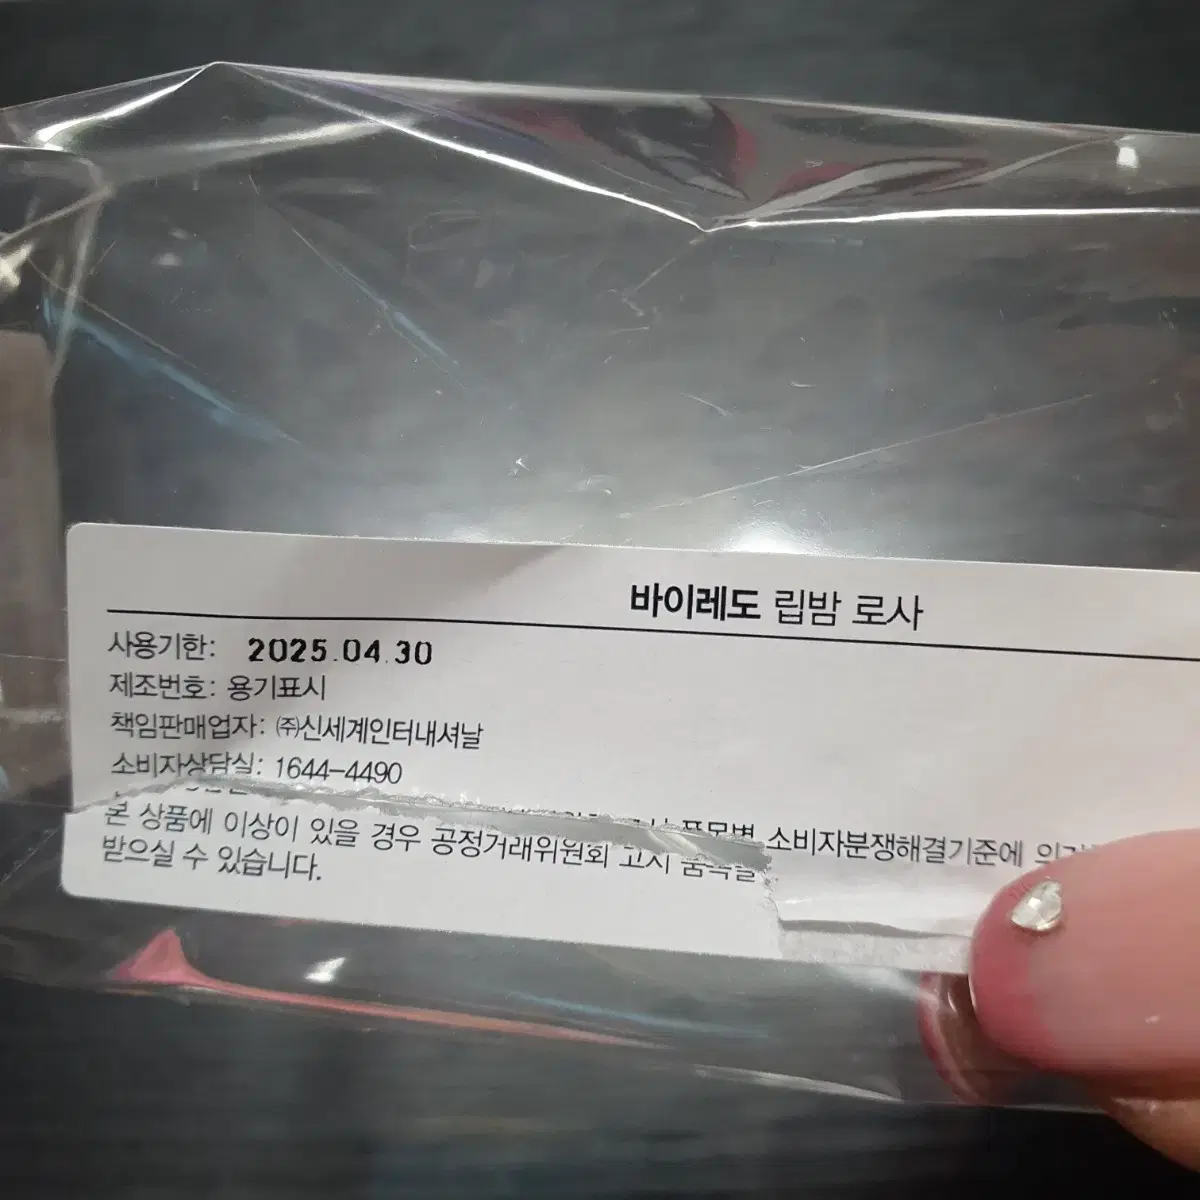 바이레도 립밤 로사
사용기한: 2025.04.30
제조번호: 용기표시
책임판매업자: ㈜신세계인터내셔날
소비자상담실: 1644-4490
본 상품에 이상이 있을 경우 공정거래위원회 고시 품목별 소비자분쟁해결기준에
받으실 수 있습니다.